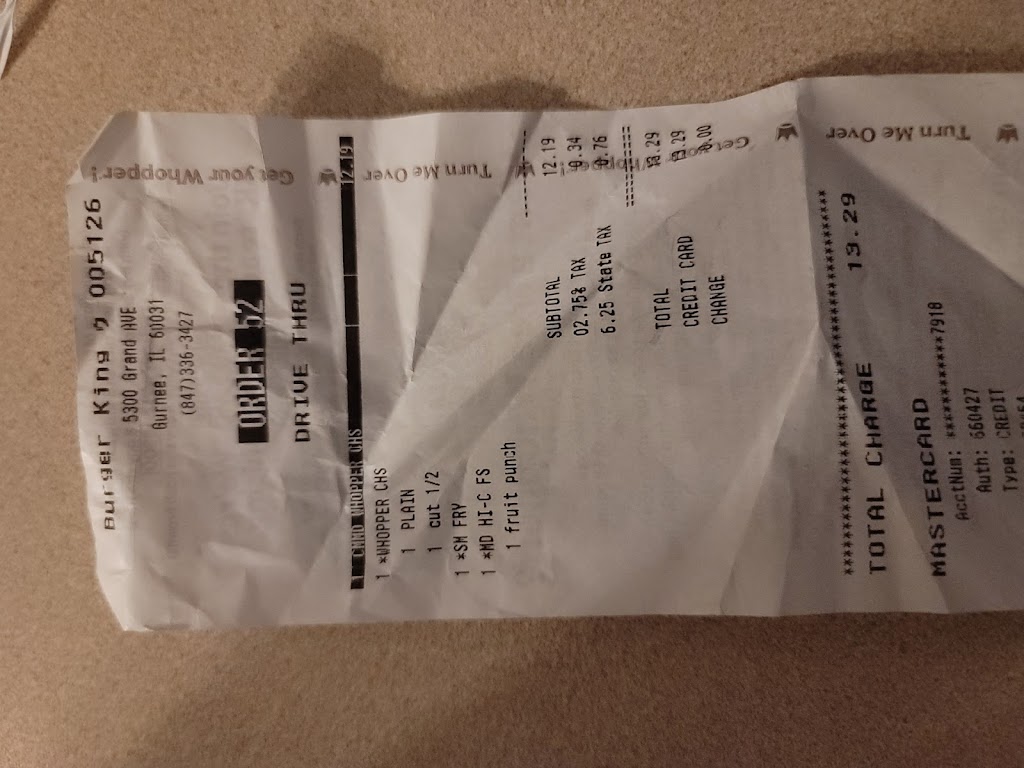 Burger King 005126
5300 Grand AVE
Gurnee, IL 60031
(847)336-3427
ORDER 52
DRIVE THRU
COMBO WHOPPER CHS 12.19
1 *WHOPPER CHS
1 PLAIN
1 cut 1/2
1 *SM FRY
1 *MD HI-C FS
1 fruit punch
SUBTOTAL 12.19
02.75% TAX 0.34
6.25 State TAX 0.76
TOTAL 13.29
CREDIT CARD 13.29
CHANGE 0.00
****************************************
TOTAL CHARGE 13.29
MASTERCARD
AcctNum: ************7918
Auth: 660427
Type: CREDIT
Get your Whopper!
Turn Me Over
Get your Whopper!
Turn Me Over